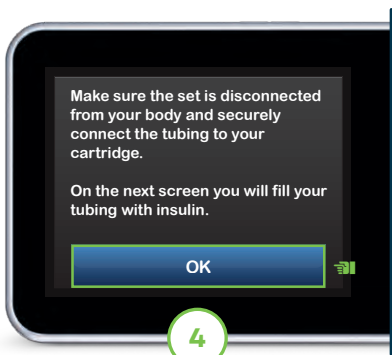 Make sure the set is disconnected
from your body and securely
connect the tubing to your
cartridge.
On the next screen you will fill your
tubing with insulin.
OK
4